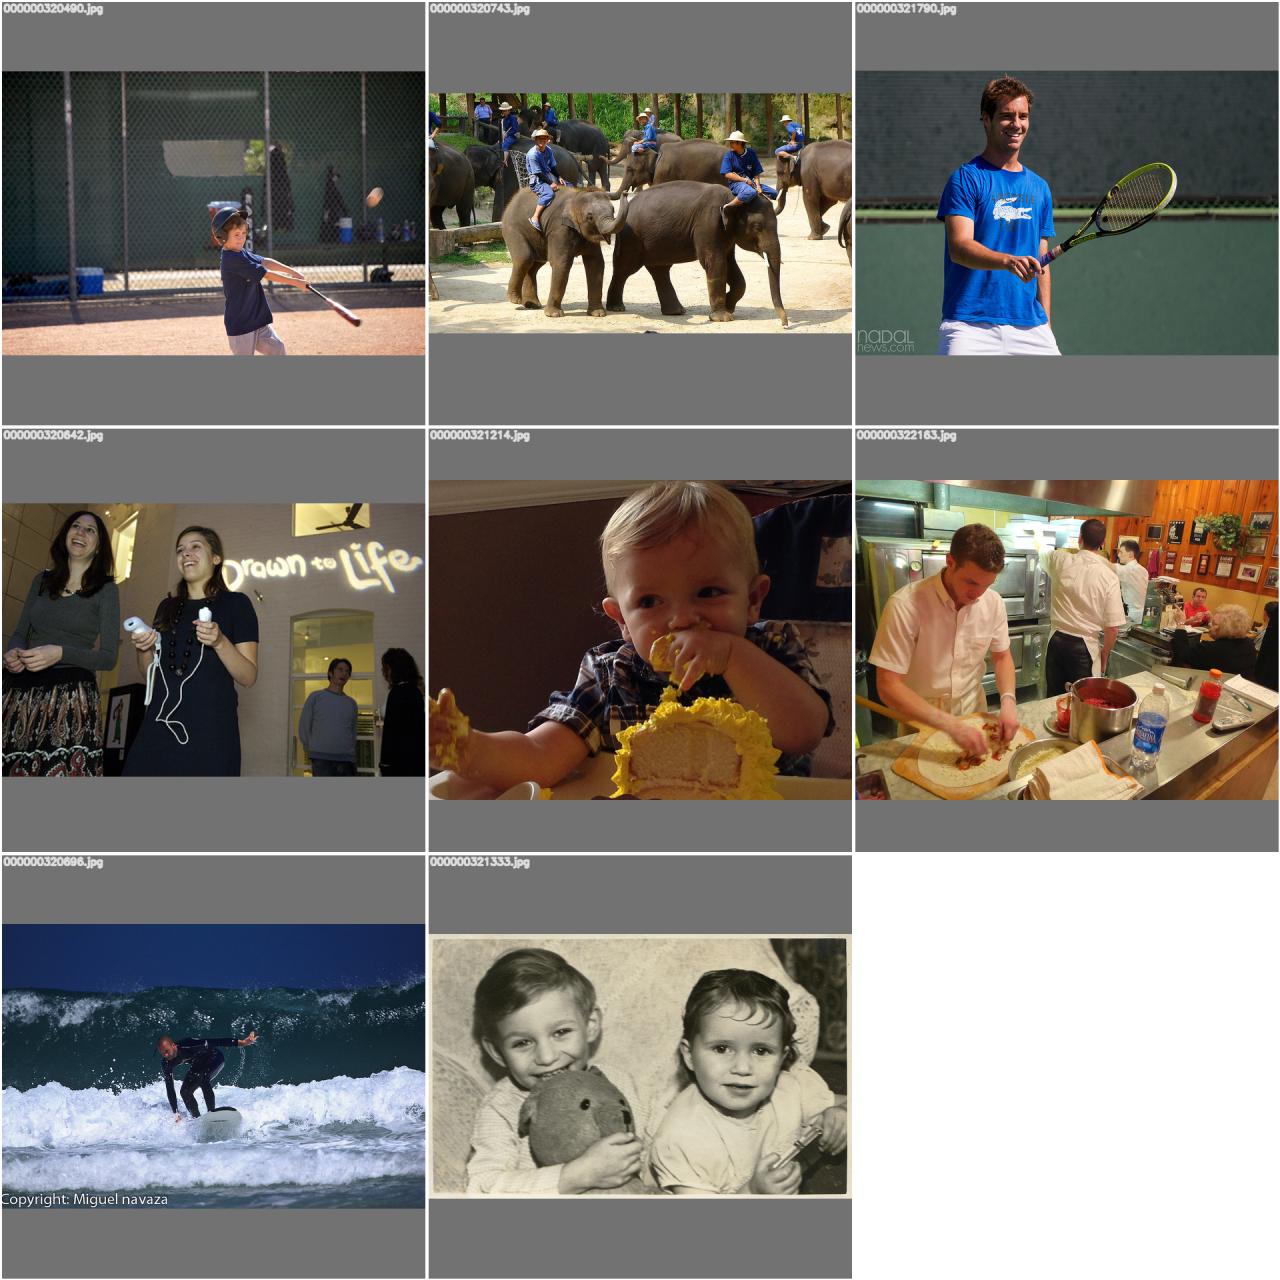 000000320490.jpg
000000320743.jpg
000000321790.jpg
NADAL
news.com
000000320642.jpg
000000321214.jpg
000000322163.jpg
Drawn to Life
000000320696.jpg
000000321333.jpg
Copyright: Miguel navaza